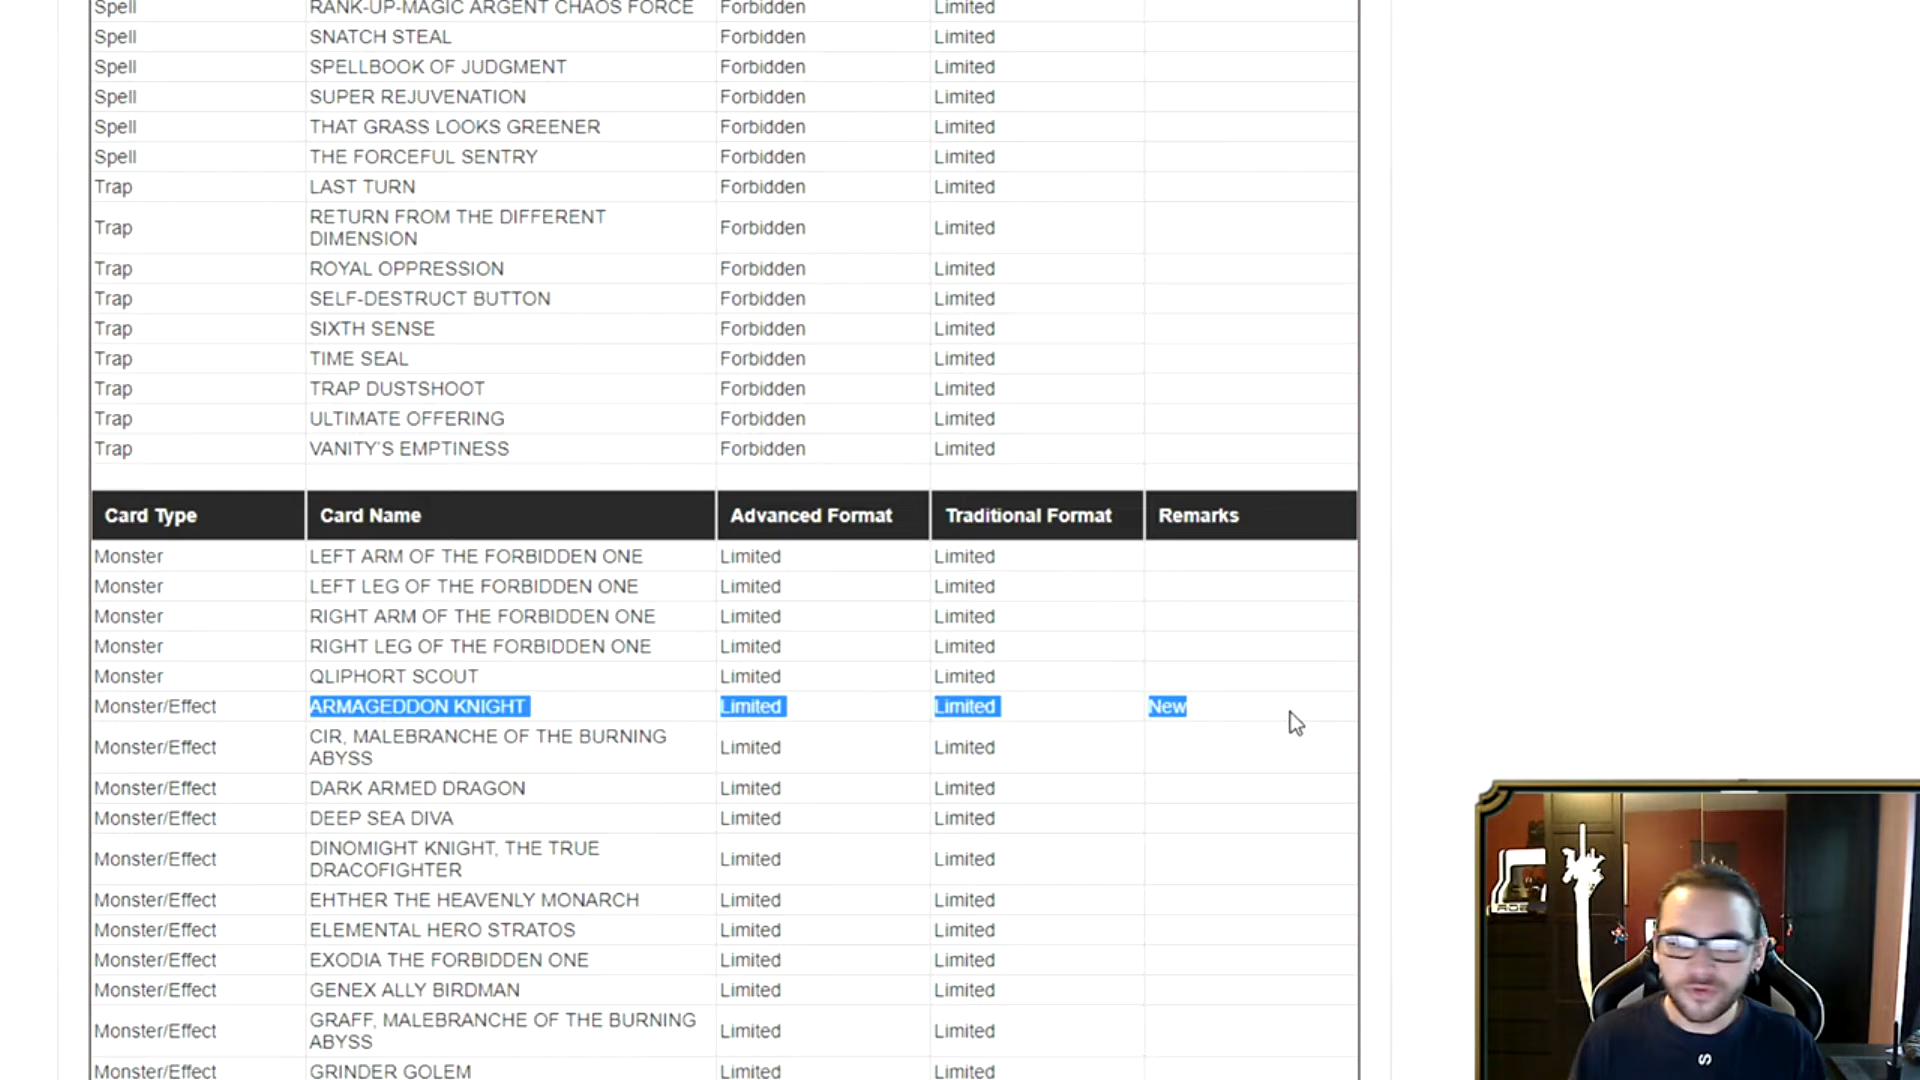 Spell RANK-UP-MAGIC ARGENT CHAOS FORCE Forbidden Limited
Spell SNATCH STEAL Forbidden Limited
Spell SPELLBOOK OF JUDGMENT Forbidden Limited
Spell SUPER REJUVENATION Forbidden Limited
Spell THAT GRASS LOOKS GREENER Forbidden Limited
Spell THE FORCEFUL SENTRY Forbidden Limited
Trap LAST TURN Forbidden Limited
Trap RETURN FROM THE DIFFERENT DIMENSION Forbidden Limited
Trap ROYAL OPPRESSION Forbidden Limited
Trap SELF-DESTRUCT BUTTON Forbidden Limited
Trap SIXTH SENSE Forbidden Limited
Trap TIME SEAL Forbidden Limited
Trap TRAP DUSTSHOOT Forbidden Limited
Trap ULTIMATE OFFERING Forbidden Limited
Trap VANITY'S EMPTINESS Forbidden Limited
Card Type Card Name Advanced Format Traditional Format Remarks
Monster LEFT ARM OF THE FORBIDDEN ONE Limited Limited
Monster LEFT LEG OF THE FORBIDDEN ONE Limited Limited
Monster RIGHT ARM OF THE FORBIDDEN ONE Limited Limited
Monster RIGHT LEG OF THE FORBIDDEN ONE Limited Limited
Monster QLIPHORT SCOUT Limited Limited
Monster/Effect ARMAGEDDON KNIGHT Limited Limited New
Monster/Effect CIR, MALEBRANCHE OF THE BURNING ABYSS Limited Limited
Monster/Effect DARK ARMED DRAGON Limited Limited
Monster/Effect DEEP SEA DIVA Limited Limited
Monster/Effect DINOMIGHT KNIGHT, THE TRUE DRACOFIGHTER Limited Limited
Monster/Effect EHTHER THE HEAVENLY MONARCH Limited Limited
Monster/Effect ELEMENTAL HERO STRATOS Limited Limited
Monster/Effect EXODIA THE FORBIDDEN ONE Limited Limited
Monster/Effect GENEX ALLY BIRDMAN Limited Limited
Monster/Effect GRAFF, MALEBRANCHE OF THE BURNING ABYSS Limited Limited
Monster/Effect GRINDER GOLEM Limited Limited